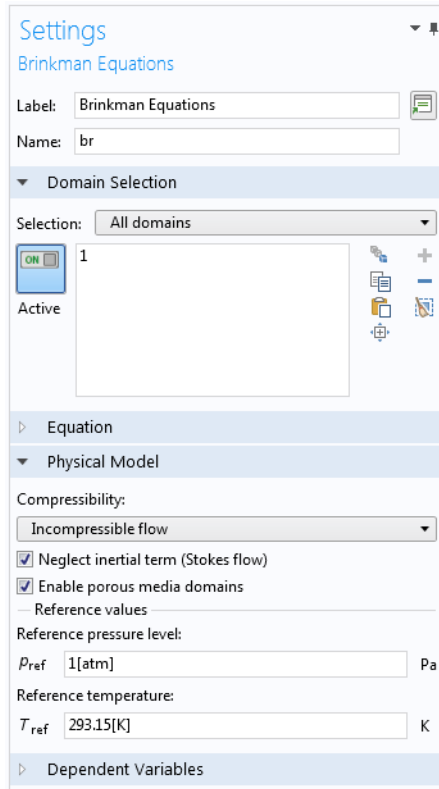 Settings
Brinkman Equations
Label: Brinkman Equations
Name: br
Domain Selection
Selection: All domains
ON 1
Active
Equation
Physical Model
Compressibility:
Incompressible flow
Neglect inertial term (Stokes flow)
Enable porous media domains
Reference values
Reference pressure level:
pref 1[atm] Pa
Reference temperature:
Tref 293.15[K] K
Dependent Variables